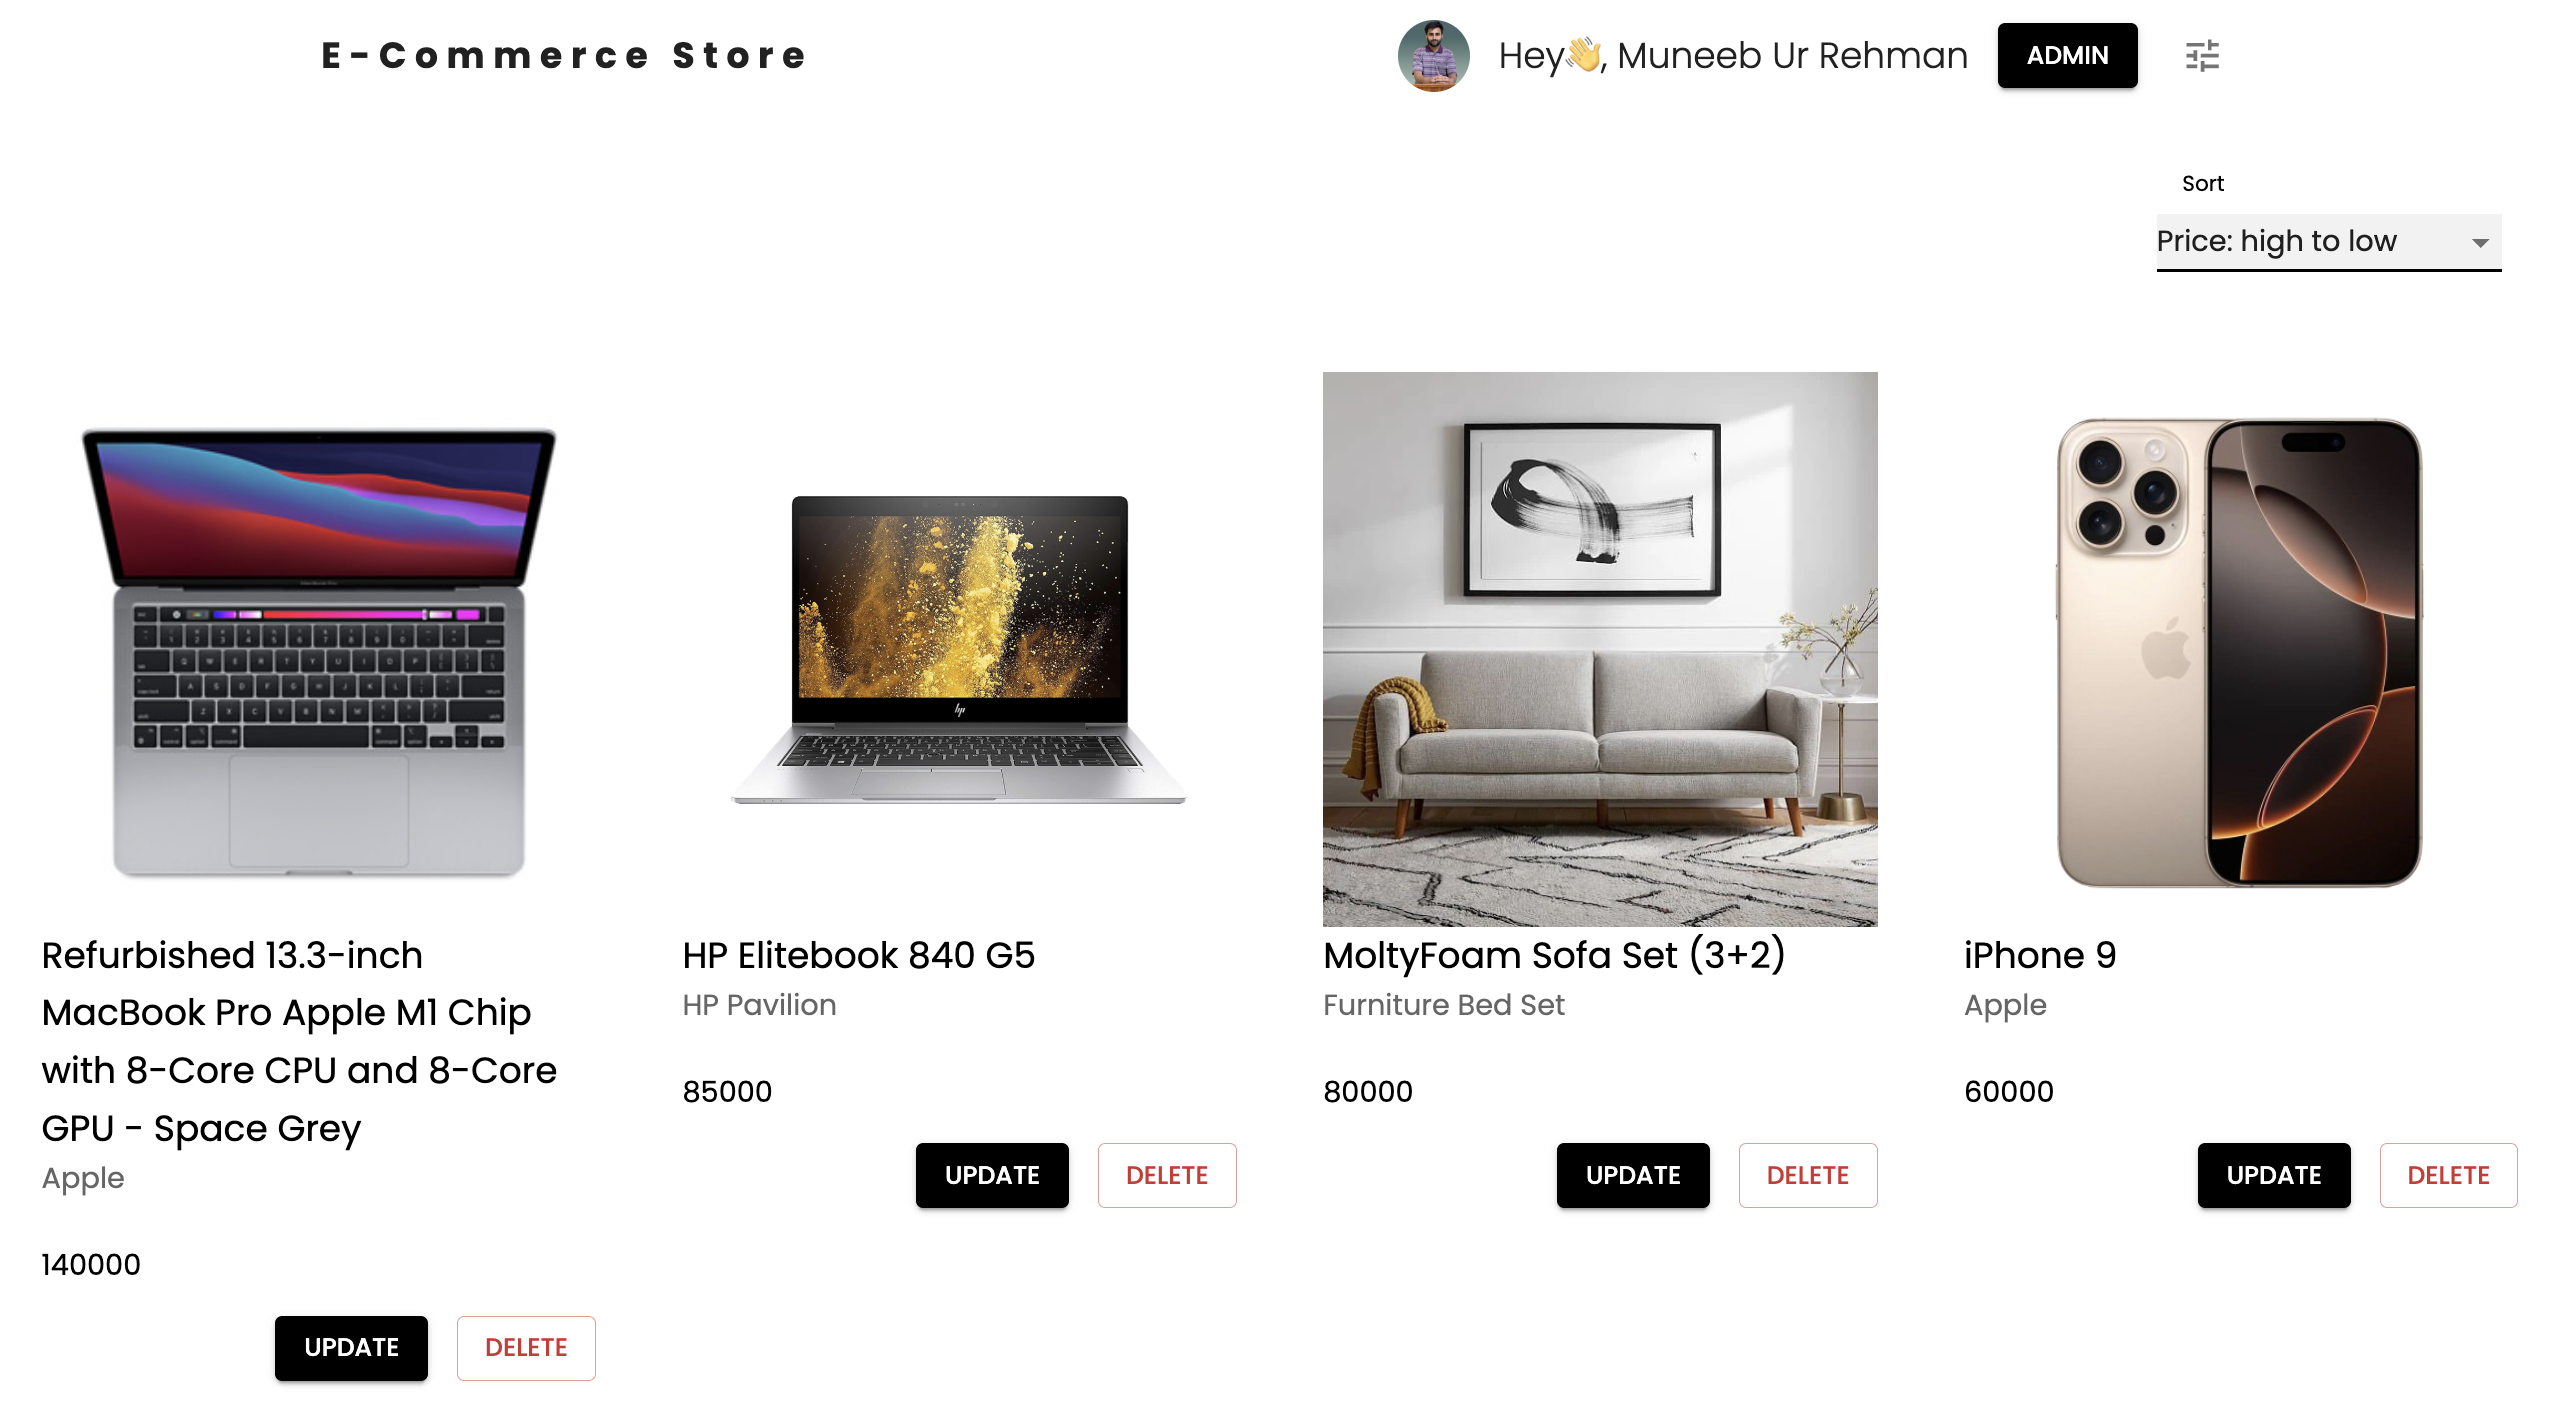 E-Commerce Store
Hey👋, Muneeb Ur Rehman
ADMIN
Sort
Price: high to low
Refurbished 13.3-inch
MacBook Pro Apple M1 Chip
with 8-Core CPU and 8-Core
GPU - Space Grey
Apple
140000
UPDATE
DELETE
HP Elitebook 840 G5
HP Pavilion
85000
UPDATE
DELETE
MoltyFoam Sofa Set (3+2)
Furniture Bed Set
80000
UPDATE
DELETE
iPhone 9
Apple
60000
UPDATE
DELETE